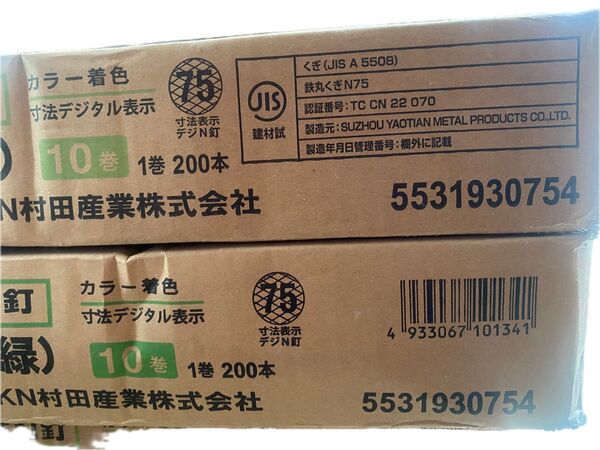 カラー着色
寸法デジタル表示
75
寸法表示
デジN釘
JIS
建材試
くぎ(JIS A 5508)
鉄丸くぎN75
認証番号:TC CN 22 070
製造元:SUZHOU YAOTIAN METAL PRODUCTS CO.,LTD.
製造年月日管理番号:欄外に記載
)
10巻 1巻 200本
KN村田産業株式会社
5531930754
釘
カラー着色
寸法デジタル表示
75
寸法表示
デジN釘
4 933067 101341
緑)
10巻 1巻 200本
KN村田産業株式会社
5531930754
釘